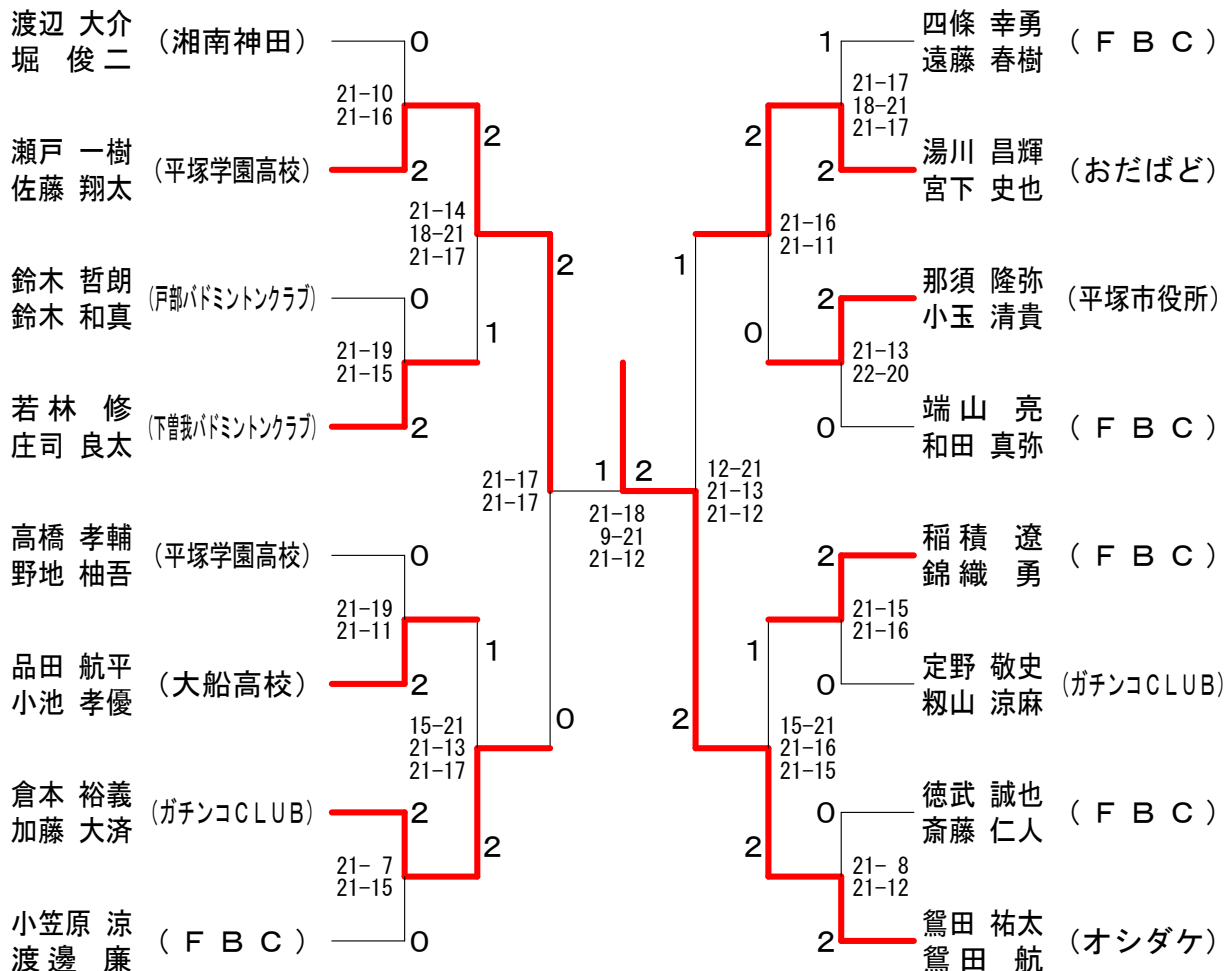 渡辺 大介
堀 俊二
(湘南神田)
0
21-10
21-16
瀬戸 一樹
佐藤 翔太
(平塚学園高校)
2
2
21-14
18-21
21-17
鈴木 哲朗
鈴木 和真
(戸部バドミントンクラブ)
0
21-19
21-15
1
若林 修
庄司 良太
(下曽我バドミントンクラブ)
2
2
21-17
21-17
高橋 孝輔
野地 柚吾
(平塚学園高校)
0
21-19
21-11
1
品田 航平
小池 孝優
(大船高校)
2
15-21
21-13
21-17
0
倉本 裕義
加藤 大済
(ガチンコCLUB)
2
21- 7
21-15
2
小笠原 涼
渡邊 廉
(FBC)
0
1 2
21-18
9-21
21-12
1
四條 幸勇
遠藤 春樹
(FBC)
21-17
18-21
21-17
2
2
湯川 昌輝
宮下 史也
(おだばど)
1
21-16
21-11
2
那須 隆弥
小玉 清貴
(平塚市役所)
0
21-13
22-20
0
端山 亮
和田 真弥
(FBC)
12-21
21-13
21-12
2
稲積 遼
錦織 勇
(FBC)
1
21-15
21-16
0
定野 敬史
籾山 涼麻
(ガチンコCLUB)
2
15-21
21-16
21-15
0
徳武 誠也
斎藤 仁人
(FBC)
2
21- 8
21-12
2
鴛田 祐太
鴛田 航
(オシダケ)